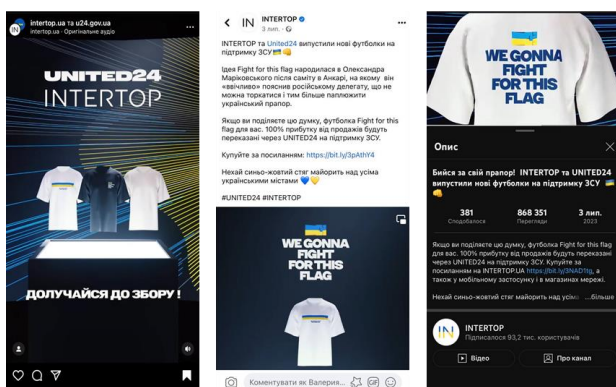 intertop.ua та u24.gov.ua
intertop.ua · Оригінальне аудіо
UNITED24
INTERTOP
ДОЛУЧАЙСЯ ДО ЗБОРУ !
INTERTOP
3 лип.
INTERTOP та United24 випустили нові футболки на
підтримку ЗСУ
Ідея Fight for this flag народилася в Олександра
Маріковського після саміту в Анкарі, на якому він
«ввічливо» пояснив російському делегату, що не
можна торкатися і тим більше паплюжити
український прапор.
Якщо ви поділяєте цю думку, футболка Fight for this
flag для вас. 100% прибутку від продажів будуть
переказані через UNITED24 на підтримку ЗСУ.
Купуйте за посиланням: https://bit.ly/3pAthY4
Нехай синьо-жовтий стяг майорить над усіма
українськими містами
#UNITED24 #INTERTOP
WE GONNA
FIGHT
FOR THIS
FLAG
Коментувати як Валерия...
GIF
WE GONNA
FIGHT
FOR THIS
FLAG
Опис
Бийся за свій прапор! INTERTOP та UNITED24
випустили нові футболки на підтримку ЗСУ
381
Сподобалося
868 351
Перегляди
3 лип.
2023
Якщо ви поділяєте цю думку, футболка Fight for this flag
для вас. 100% прибутку від продажів будуть переказані
через UNITED24 на підтримку ЗСУ. Купуйте за
посиланням на INTERTOP.UA https://bit.ly/3NAD1tg, а
також у мобільному застосунку і в магазинах мережі.
Нехай синьо-жовтий стяг майорить над усіма ...більше
INTERTOP
Підписалося 93,2 тис. користувачів
Відео
Про канал